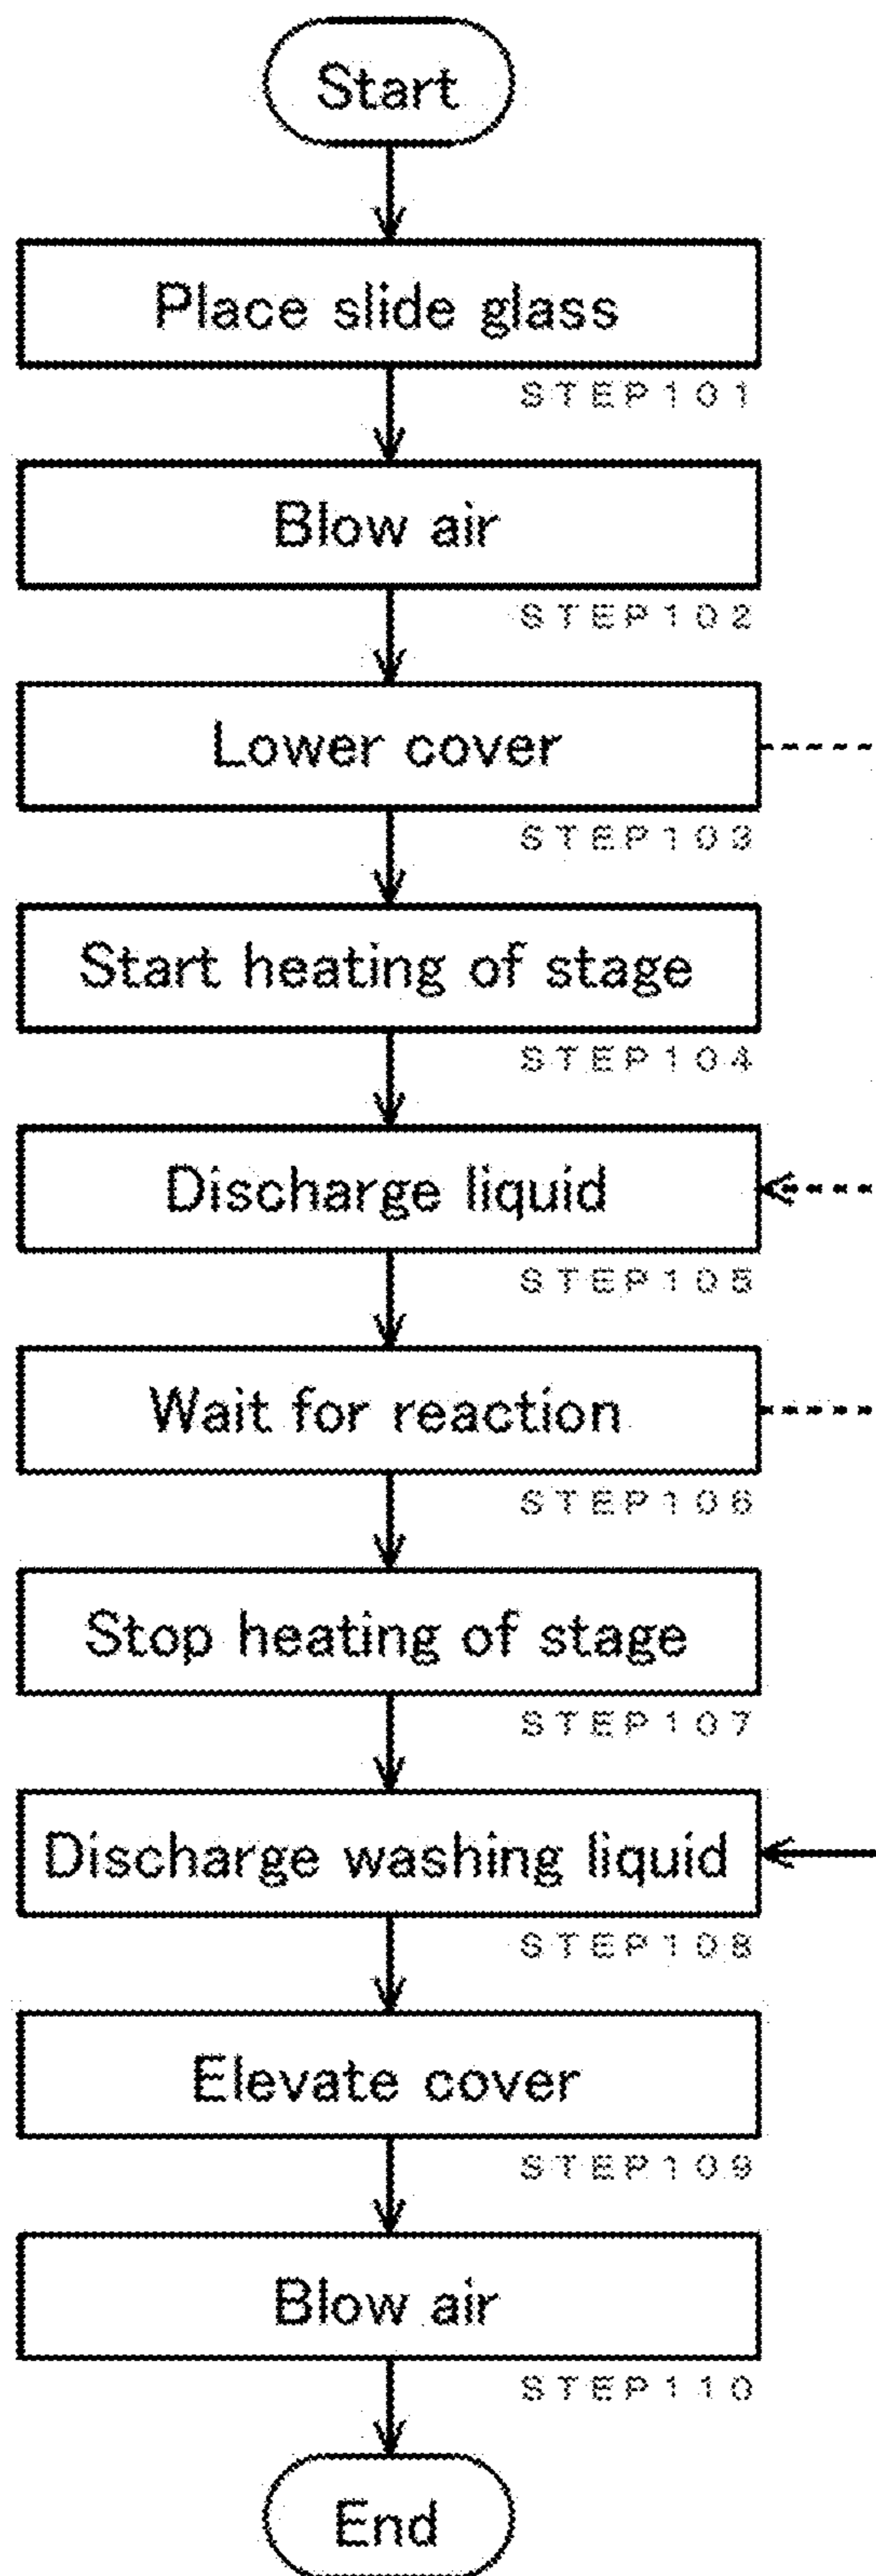 Start
Place slide glass
STEP101
Blow air
STEP102
Lower cover
STEP103
Start heating of stage
STEP104
Discharge liquid
STEP105
Wait for reaction
STEP106
Stop heating of stage
STEP107
Discharge washing liquid
STEP108
Elevate cover
STEP109
Blow air
STEP110
End